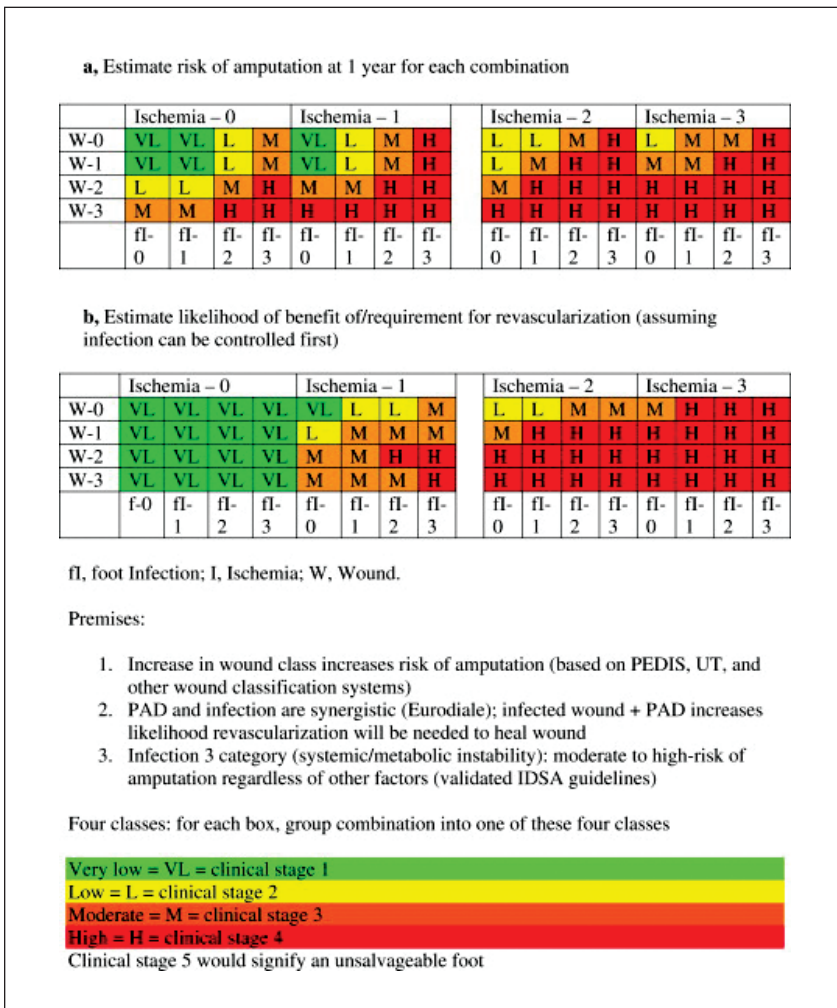 a, Estimate risk of amputation at 1 year for each combination
Ischemia – 0 Ischemia – 1 Ischemia – 2 Ischemia – 3
W-0 VL VL L M VL L M H L L M H L M M H
W-1 VL VL L M VL L M H L M H H M M H H
W-2 L L M H M M H H M H H H H H H H
W-3 M M H H H H H H H H H H H H H H
fI- fI- fI- fI- fI- fI- fI- fI- fI- fI- fI- fI- fI- fI- fI- fI-
0 1 2 3 0 1 2 3 0 1 2 3 0 1 2 3
b, Estimate likelihood of benefit of/requirement for revascularization (assuming
infection can be controlled first)
Ischemia – 0 Ischemia – 1 Ischemia – 2 Ischemia – 3
W-0 VL VL VL VL VL L L M L L M M M H H H
W-1 VL VL VL VL L M M M M H H H H H H H
W-2 VL VL VL VL M M H H H H H H H H H H
W-3 VL VL VL VL M M M H H H H H H H H H
f-0 fI- fI- fI- fI- fI- fI- fI- fI- fI- fI- fI- fI- fI- fI- fI-
1 2 3 0 1 2 3 0 1 2 3 0 1 2 3
fI, foot Infection; I, Ischemia; W, Wound.
Premises:
1. Increase in wound class increases risk of amputation (based on PEDIS, UT, and
other wound classification systems)
2. PAD and infection are synergistic (Eurodiale); infected wound + PAD increases
likelihood revascularization will be needed to heal wound
3. Infection 3 category (systemic/metabolic instability): moderate to high-risk of
amputation regardless of other factors (validated IDSA guidelines)
Four classes: for each box, group combination into one of these four classes
Very low = VL = clinical stage 1
Low = L = clinical stage 2
Moderate = M = clinical stage 3
High = H = clinical stage 4
Clinical stage 5 would signify an unsalvageable foot